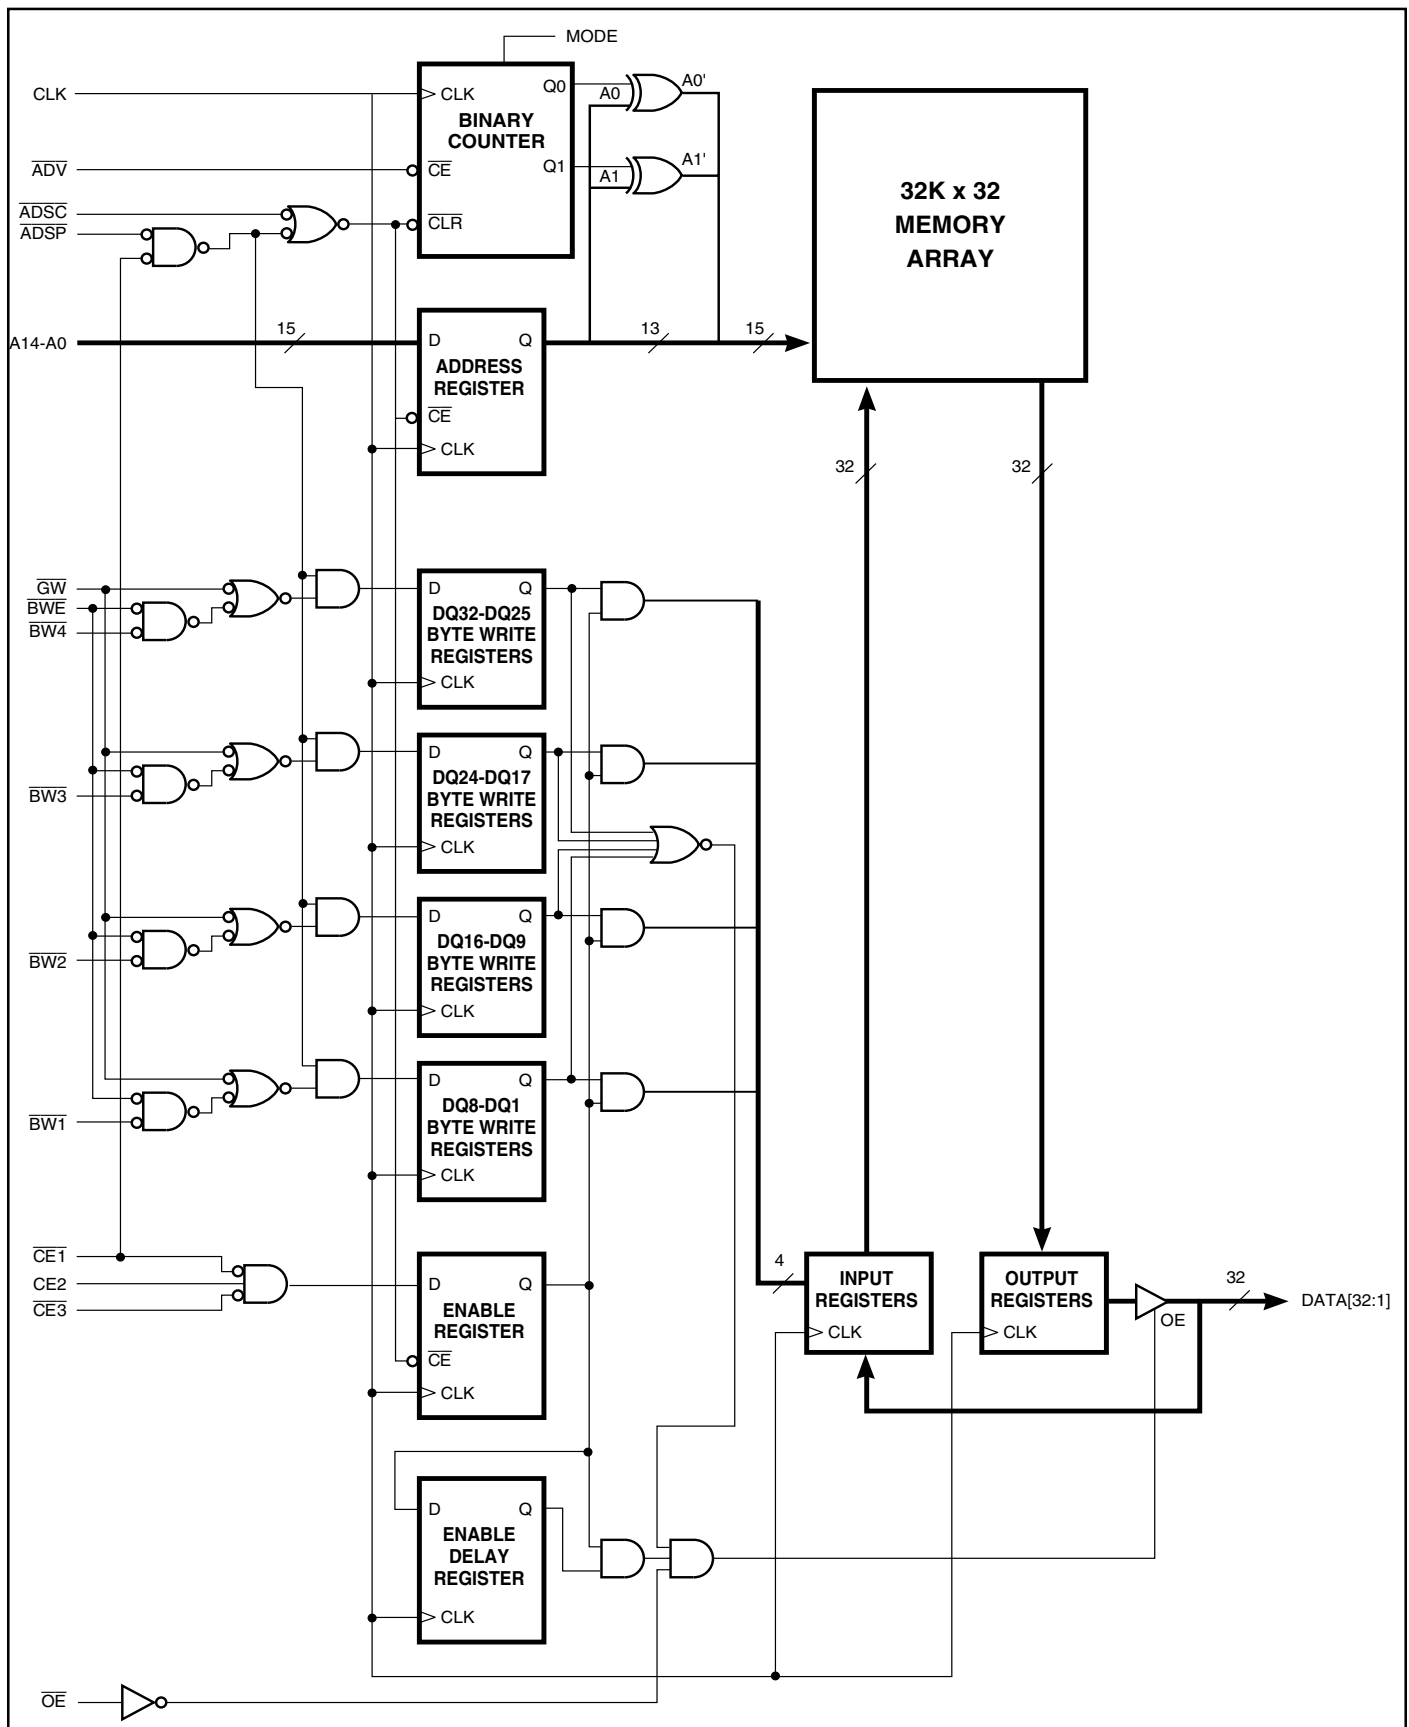 MODE
CLK
CLK
Q0
A0
A0'
BINARY
COUNTER
ADV
CE
Q1
A1
A1'
ADSC
ADSP
CLR
32K x 32
MEMORY
ARRAY
A14-A0
15
D
Q
13
15
ADDRESS
REGISTER
CE
CLK
32
32
GW
BWE
BW4
D
Q
DQ32-DQ25
BYTE WRITE
REGISTERS
CLK
BW3
D
Q
DQ24-DQ17
BYTE WRITE
REGISTERS
CLK
BW2
D
Q
DQ16-DQ9
BYTE WRITE
REGISTERS
CLK
BW1
D
Q
DQ8-DQ1
BYTE WRITE
REGISTERS
CLK
CE1
CE2
CE3
D
Q
ENABLE
REGISTER
CE
CLK
4
INPUT
REGISTERS
CLK
OUTPUT
REGISTERS
CLK
OE
32
DATA[32:1]
D
Q
ENABLE
DELAY
REGISTER
CLK
OE